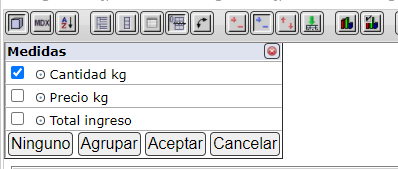 MDX A Z
Medidas
Cantidad kg
Precio kg
Total ingreso
Ninguno Agrupar Aceptar Cancelar